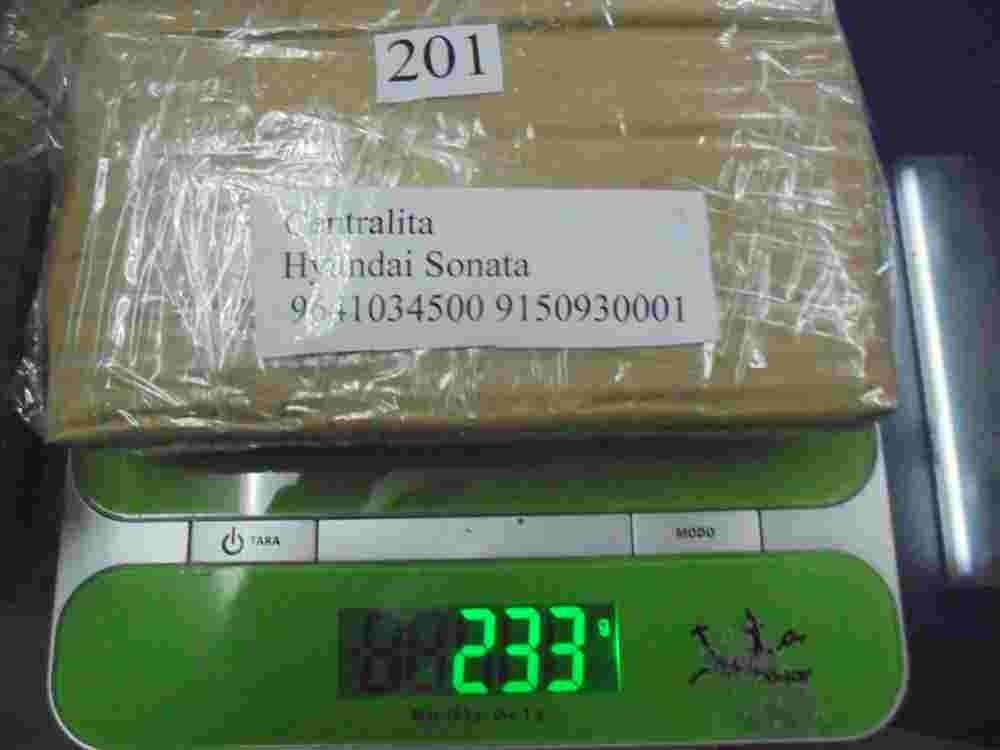 201
Centralita
Hyundai Sonata
9641034500 9150930001
TARA
MODO
233 g